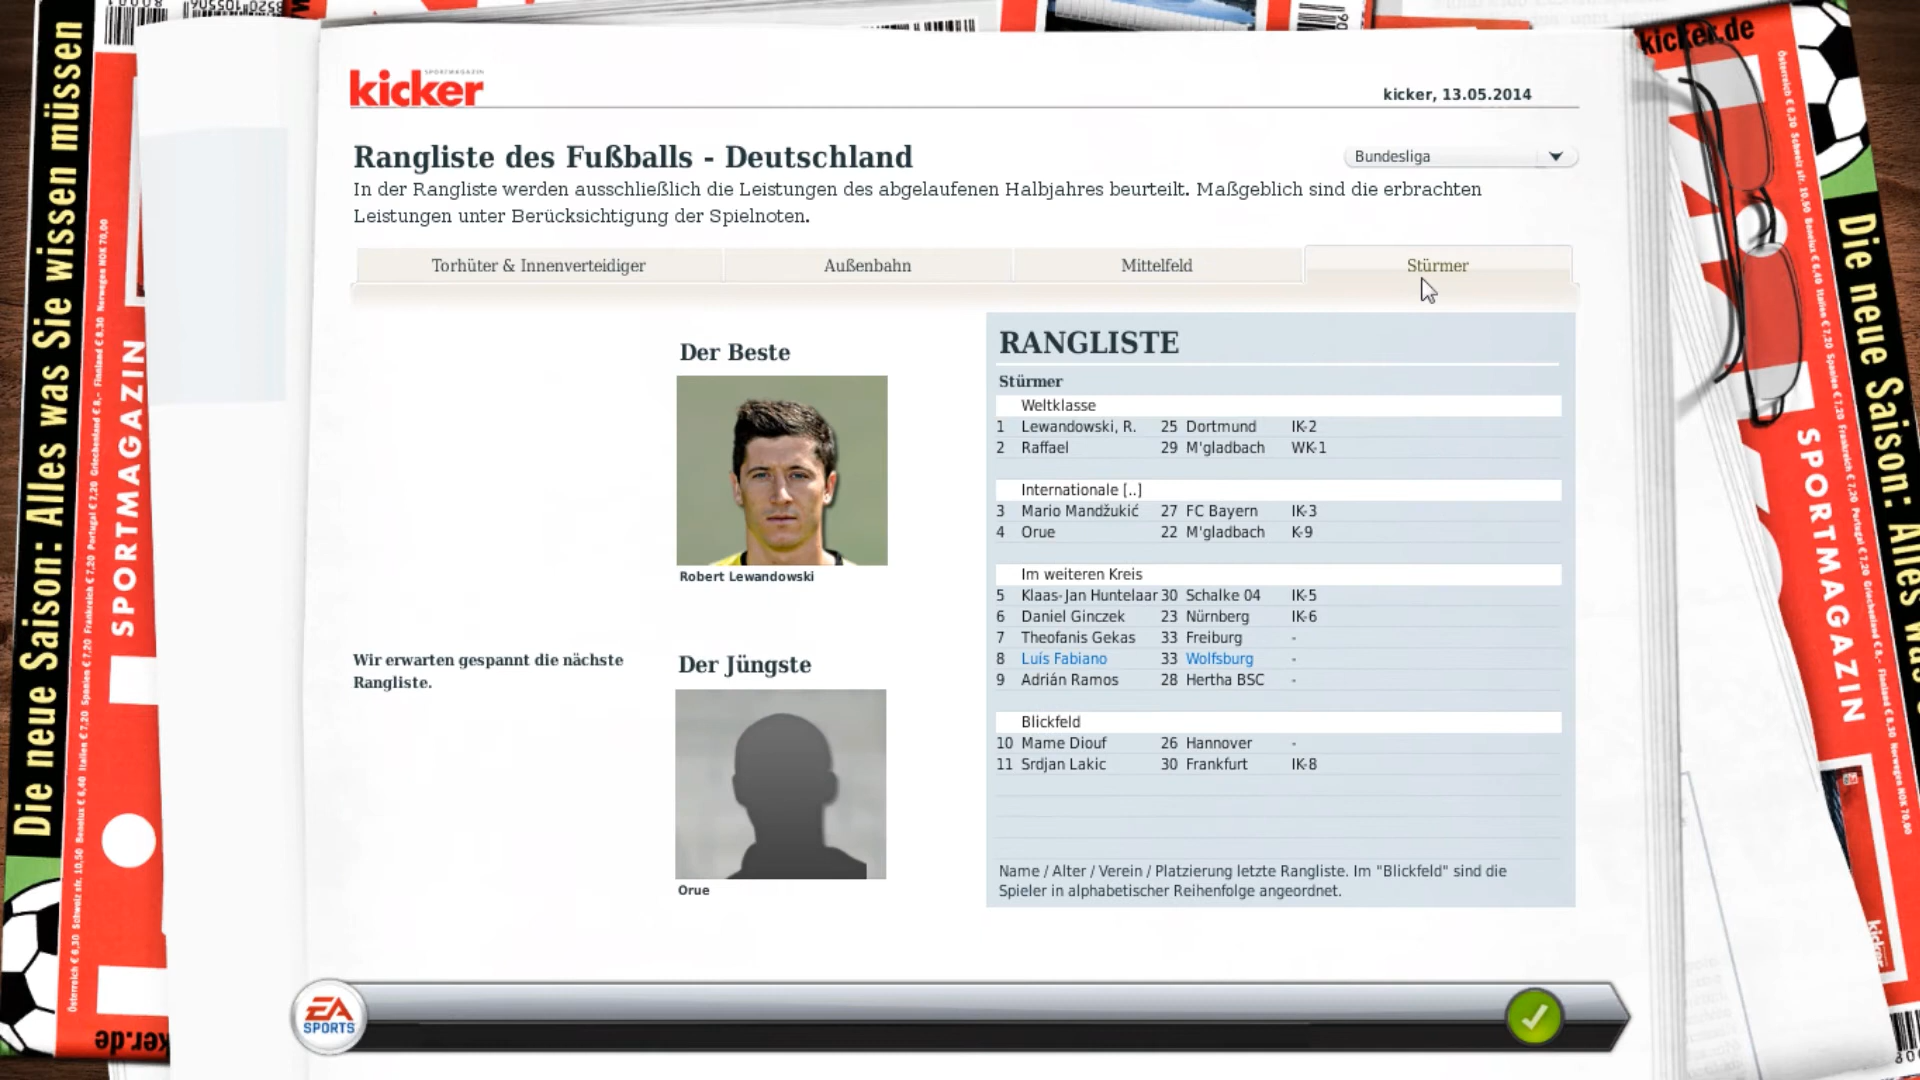 Die neue Saison: Alles was Sie wissen müssen
SPORTMAGAZIN
kicker.de
kicker
SPORTMAGAZIN
kicker, 13.05.2014
Rangliste des Fußballs - Deutschland
Bundesliga
In der Rangliste werden ausschließlich die Leistungen des abgelaufenen Halbjahres beurteilt. Maßgeblich sind die erbrachten
Leistungen unter Berücksichtigung der Spielnoten.
Torhüter & Innenverteidiger
Außenbahn
Mittelfeld
Stürmer
Der Beste
Robert Lewandowski
Wir erwarten gespannt die nächste
Rangliste.
Der Jüngste
Orue
RANGLISTE
Stürmer
Weltklasse
1 Lewandowski, R. 25 Dortmund IK-2
2 Raffael 29 M'gladbach WK-1
Internationale [..]
3 Mario Mandžukić 27 FC Bayern IK-3
4 Orue 22 M'gladbach K-9
Im weiteren Kreis
5 Klaas-Jan Huntelaar 30 Schalke 04 IK-5
6 Daniel Ginczek 23 Nürnberg IK-6
7 Theofanis Gekas 33 Freiburg -
8 Luís Fabiano 33 Wolfsburg -
9 Adrián Ramos 28 Hertha BSC -
Blickfeld
10 Mame Diouf 26 Hannover -
11 Srdjan Lakic 30 Frankfurt IK-8
Name / Alter / Verein / Platzierung letzte Rangliste. Im "Blickfeld" sind die
Spieler in alphabetischer Reihenfolge angeordnet.
EA
SPORTS
kicker.de
SPORTMAGAZIN
Die neue Saison: Alles was
kicker